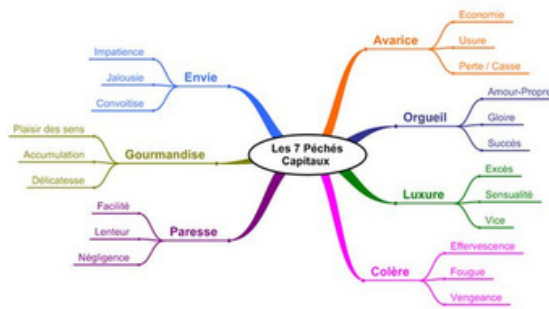 Les 7 Péchés
Capitaux
Avarice
Economie
Usure
Perte / Casse
Orgueil
Amour-Propre
Gloire
Succès
Luxure
Excès
Sensualité
Vice
Colère
Effervescence
Fougue
Vengeance
Envie
Impatience
Jalousie
Convoitise
Gourmandise
Plaisir des sens
Accumulation
Délicatesse
Paresse
Facilité
Lenteur
Négligence